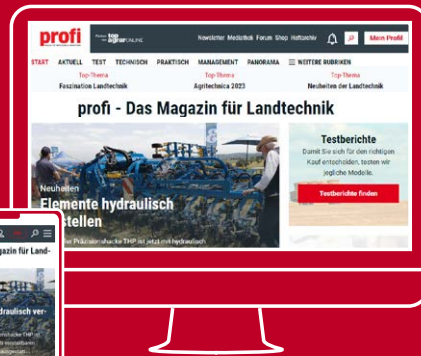 profi
top agrar ONLINE
Newsletter Mediathek Forum Shop Heftarchiv
Mein Profil
START AKTUELL TEST TECHNISCH PRAKTISCH MANAGEMENT PANORAMA WEITERE RUBRIKEN
Top-Thema Top-Thema Top-Thema
Faszination Landtechnik Agritechnica 2023 Neuheiten der Landtechnik
profi - Das Magazin für Landtechnik
Neuheiten
Elemente hydraulisch
stellen
Präzisionshacke THP ist jetzt mit hydraulisch
Testberichte
Damit Sie sich für den richtigen
Kauf entscheiden, testen wir
jegliche Modelle.
Testberichte finden
gazin für Land-
draulisch ver-